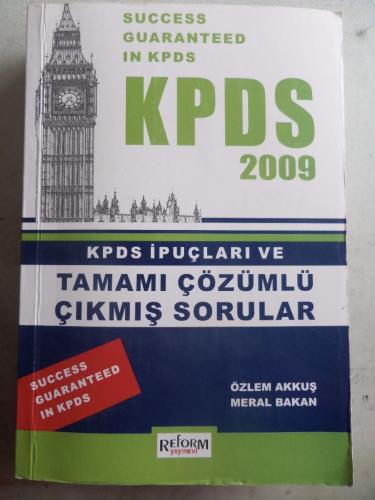 SUCCESS
GUARANTEED
IN KPDS
KPDS
2009
KPDS İPUÇLARI VE
TAMAMI ÇÖZÜMLÜ
ÇIKMIŞ SORULAR
SUCCESS
GUARANTEED
IN KPDS
ÖZLEM AKKUŞ
MERAL BAKAN
REFORM
YAYINEVİ